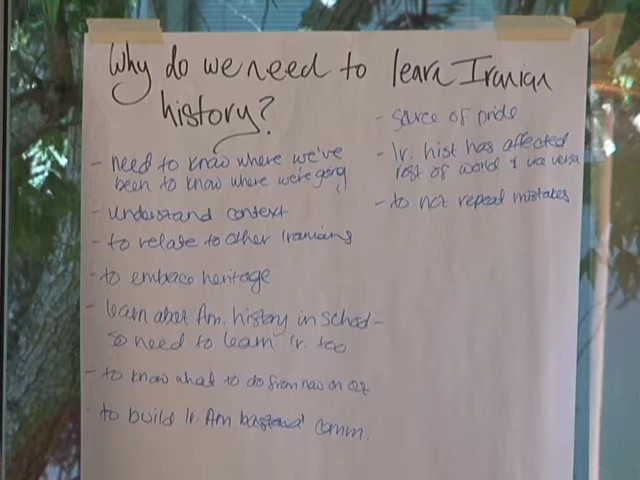 Why do we need to learn Iranian
history?
- need to know where we've
been to know where we're going
- understand context
- to relate to other Iranians
- to embrace heritage
- learn about Am. history in school -
so need to learn Ir. too
- to know what to do from now on
- to build Ir. Am comm.
- source of pride
- Ir. hist has affected
rest of world & vice versa
- to not repeat mistakes